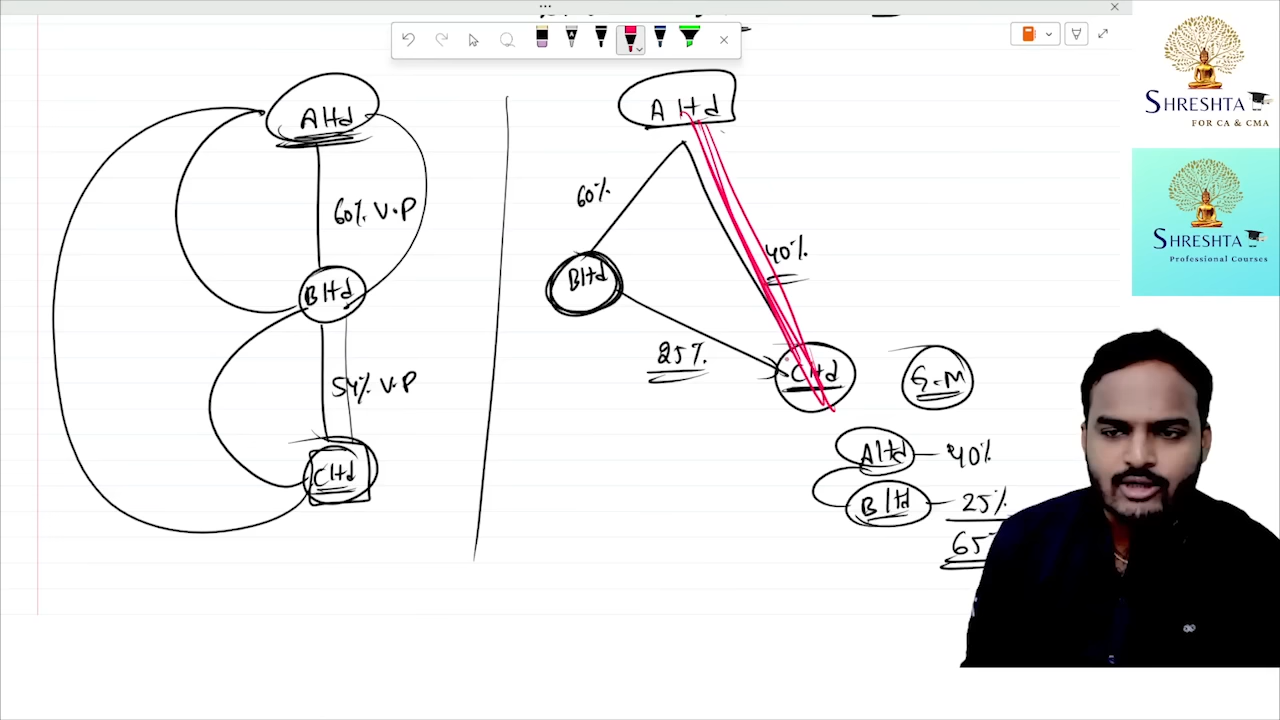 A Ltd
60% V.P
B Ltd
54% V.P
C Ltd
A Ltd
60%
40%
B Ltd
25%
C Ltd
G.M
A Ltd - 40%
B Ltd - 25%
65
SHRESHTA
FOR CA & CMA
SHRESHTA
Professional Courses